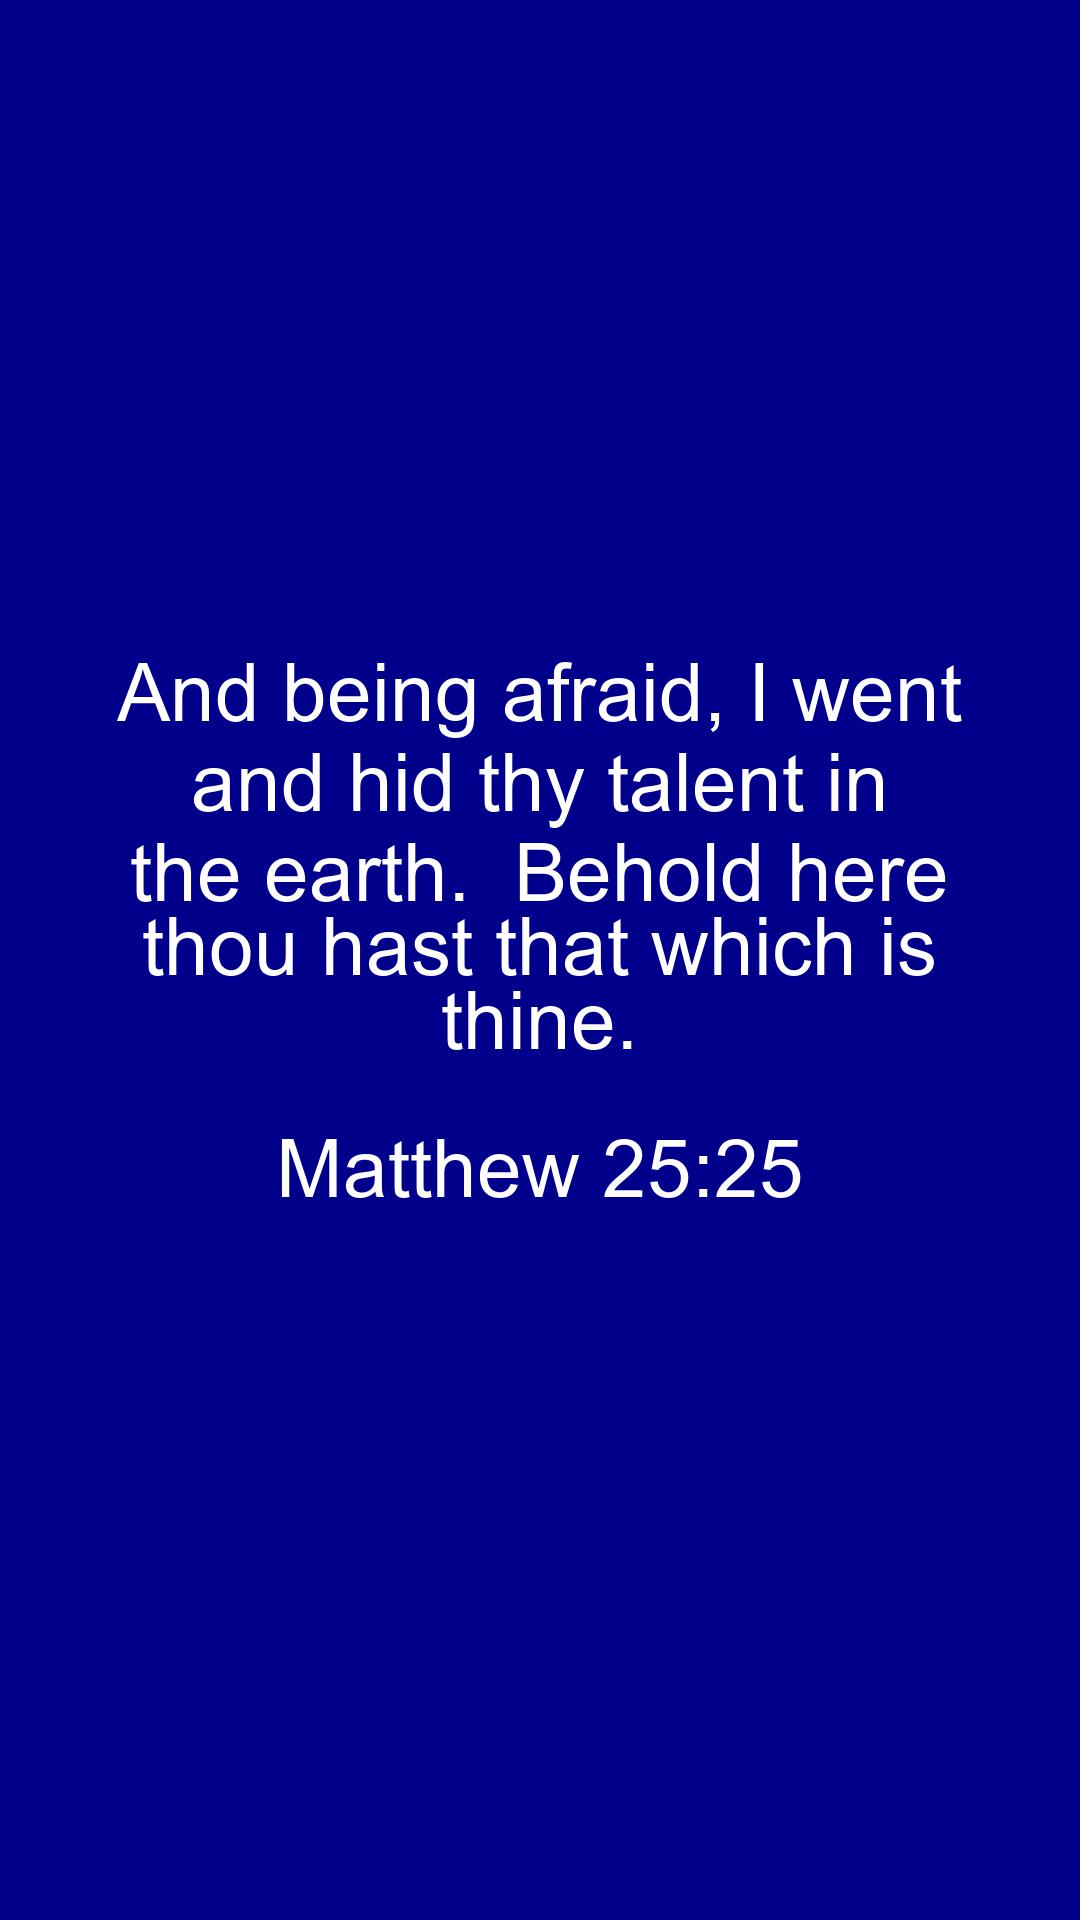 And being afraid, I went
and hid thy talent in
the earth.  Behold here
thou hast that which is
thine.
Matthew 25:25